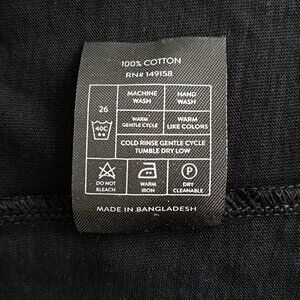 100% COTTON
RN# 149158
26
40C
MACHINE
WASH
HAND
WASH
WARM
GENTLE CYCLE
WARM
LIKE COLORS
COLD RINSE GENTLE CYCLE
TUMBLE DRY LOW
P
DO NOT
BLEACH
WARM
IRON
DRY
CLEANABLE
MADE IN BANGLADESH